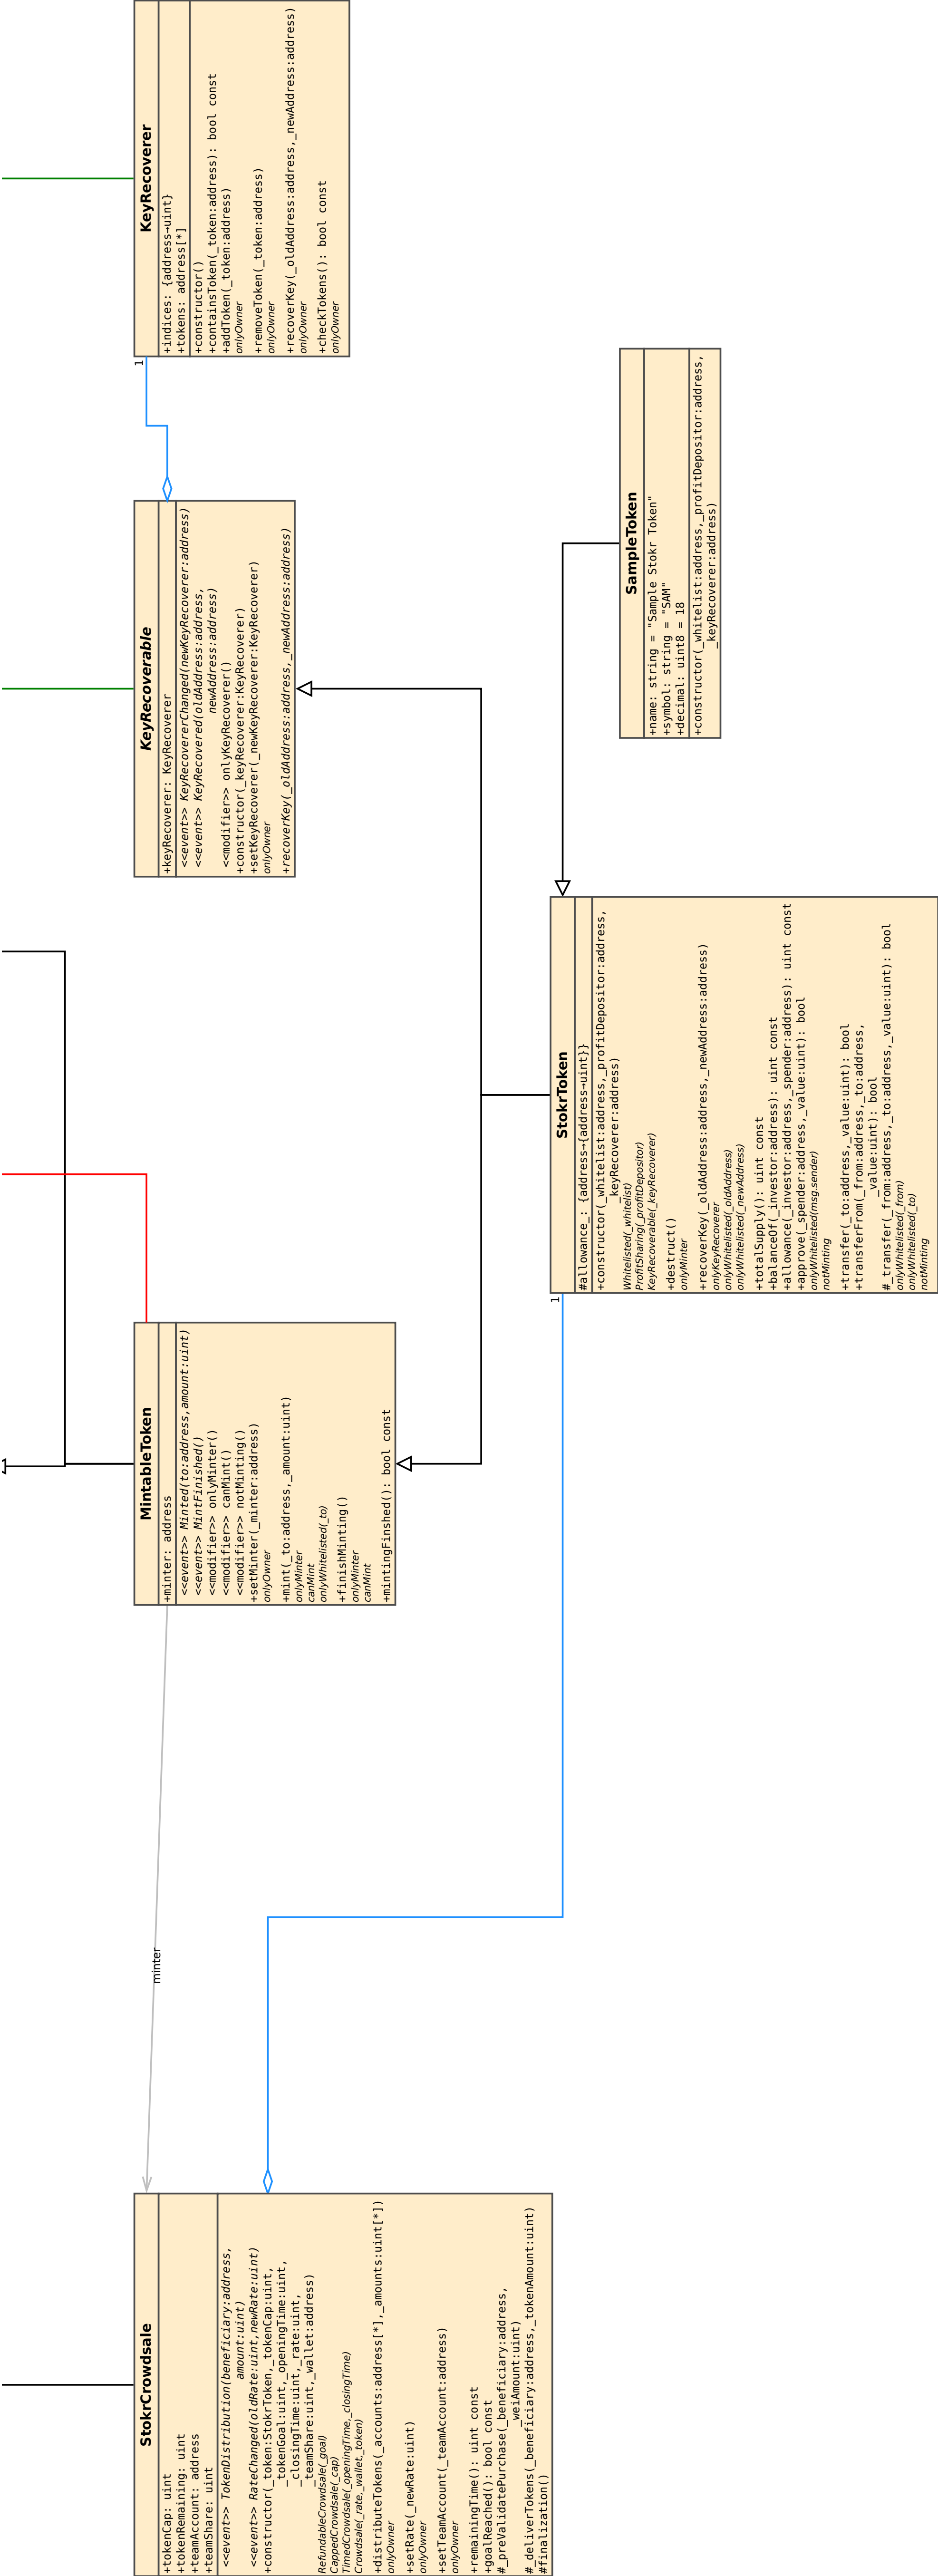 StokrCrowdsale
+tokenCap: uint
+tokenRemaining: uint
+teamAccount: address
+teamShare: uint
<<event>> TokenDistribution(beneficiary:address,
amount:uint)
<<event>> RateChanged(oldRate:uint,newRate:uint)
+constructor(_token:StokrToken,_tokenCap:uint,
_tokenGoal:uint,_openingTime:uint,
_closingTime:uint,_rate:uint,
_teamShare:uint,_wallet:address)
RefundableCrowdsale(_goal)
CappedCrowdsale(_cap)
TimedCrowdsale(_openingTime,_closingTime)
Crowdsale(_rate,_wallet,_token)
+distributeTokens(_accounts:address[*],_amounts:uint[*])
onlyOwner
+setRate(_newRate:uint)
onlyOwner
+setTeamAccount(_teamAccount:address)
onlyOwner
+remainingTime(): uint const
+goalReached(): bool const
#_preValidatePurchase(_beneficiary:address,
_weiAmount:uint)
#_deliverTokens(_beneficiary:address,_tokenAmount:uint)
#finalization()
minter
MintableToken
+minter: address
<<event>> Minted(to:address,amount:uint)
<<event>> MintFinished()
<<modifier>> onlyMinter()
<<modifier>> canMint()
<<modifier>> notMinting()
+setMinter(_minter:address)
onlyOwner
+mint(_to:address,_amount:uint)
onlyMinter
canMint
onlyWhitelisted(_to)
+finishMinting()
onlyMinter
canMint
+mintingFinshed(): bool const
KeyRecoverable
+keyRecoverer: KeyRecoverer
<<event>> KeyRecovererChanged(newKeyRecoverer:address)
<<event>> KeyRecovered(oldAddress:address,
newAddress:address)
<<modifier>> onlyKeyRecoverer()
+constructor(_keyRecoverer:KeyRecoverer)
+setKeyRecoverer(_newKeyRecoverer:KeyRecoverer)
onlyOwner
+recoverKey(_oldAddress:address,_newAddress:address)
1
KeyRecoverer
+indices: {address→uint}
+tokens: address[*]
+constructor()
+containsToken(_token:address): bool const
+addToken(_token:address)
onlyOwner
+removeToken(_token:address)
onlyOwner
+recoverKey(_oldAddress:address,_newAddress:address)
onlyOwner
+checkTokens(): bool const
onlyOwner
1
StokrToken
#allowance_: {address→{address→uint}}
+constructor(_whitelist:address,_profitDepositor:address,
_keyRecoverer:address)
Whitelisted(_whitelist)
ProfitSharing(_profitDepositor)
KeyRecoverable(_keyRecoverer)
+destruct()
onlyMinter
+recoverKey(_oldAddress:address,_newAddress:address)
onlyKeyRecoverer
onlyWhitelisted(_oldAddress)
onlyWhitelisted(_newAddress)
+totalSupply(): uint const
+balanceOf(_investor:address): uint const
+allowance(_investor:address,_spender:address): uint const
+approve(_spender:address,_value:uint): bool
onlyWhitelisted(msg.sender)
notMinting
+transfer(_to:address,_value:uint): bool
+transferFrom(_from:address,_to:address,
_value:uint): bool
#_transfer(_from:address,_to:address,_value:uint): bool
onlyWhitelisted(_from)
onlyWhitelisted(_to)
notMinting
SampleToken
+name: string = "Sample Stokr Token"
+symbol: string = "SAM"
+decimal: uint8 = 18
+constructor(_whitelist:address,_profitDepositor:address,
_keyRecoverer:address)